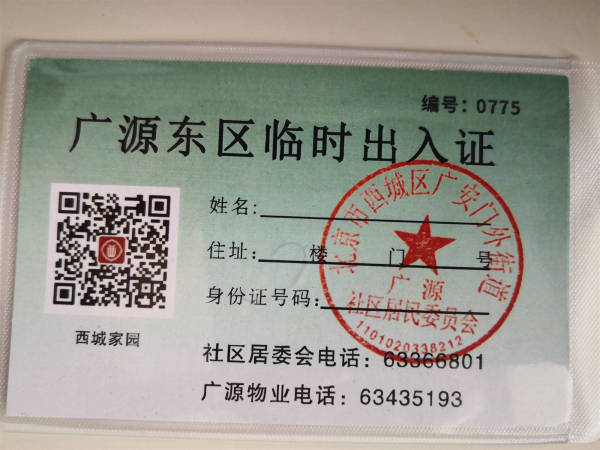 编号：0775
广源东区临时出入证
姓名：
住址： 楼 门 号
身份证号码：
西城家园
社区居委会电话：63366801
广源物业电话：63435193
北京市西城区广安门外街道
广源
社区居民委员会
1101020338212